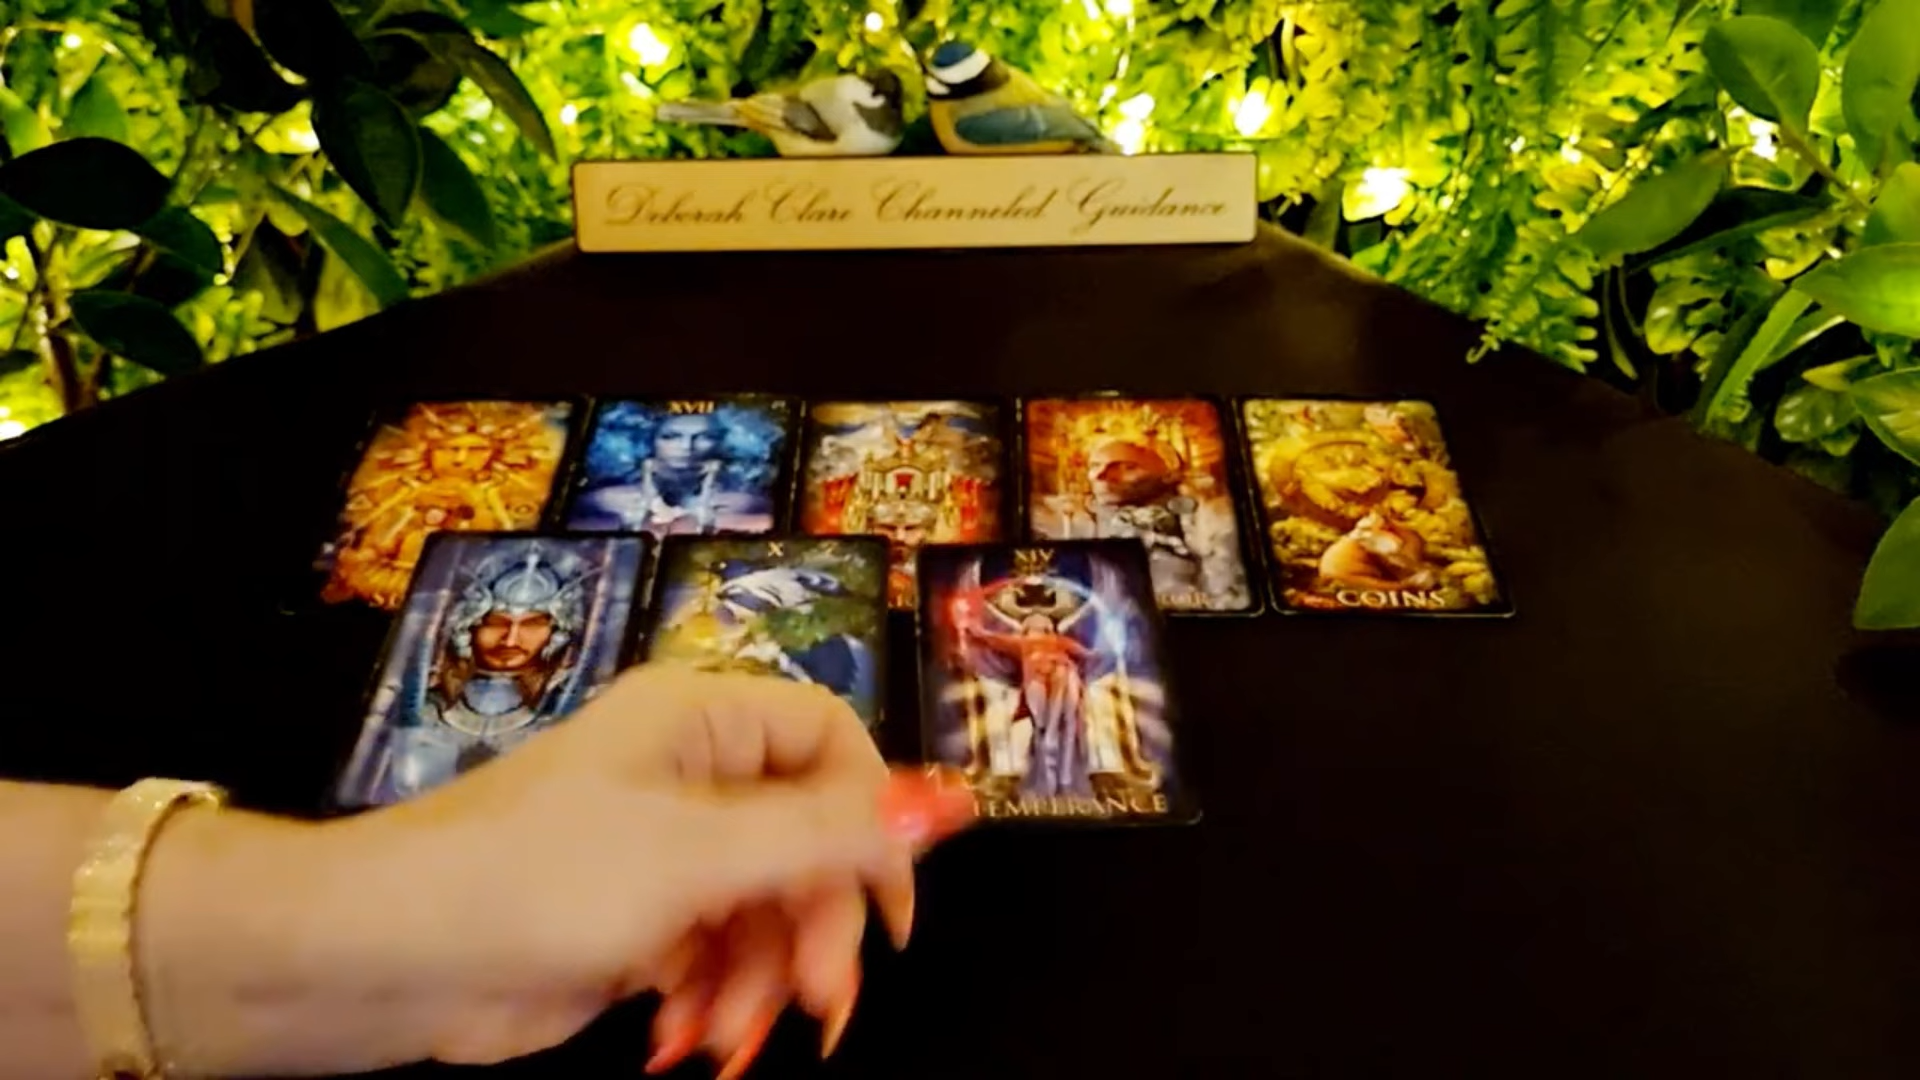 Deborah Clare Channeled Guidance
XVII
COINS
X
XIV
TEMPERANCE